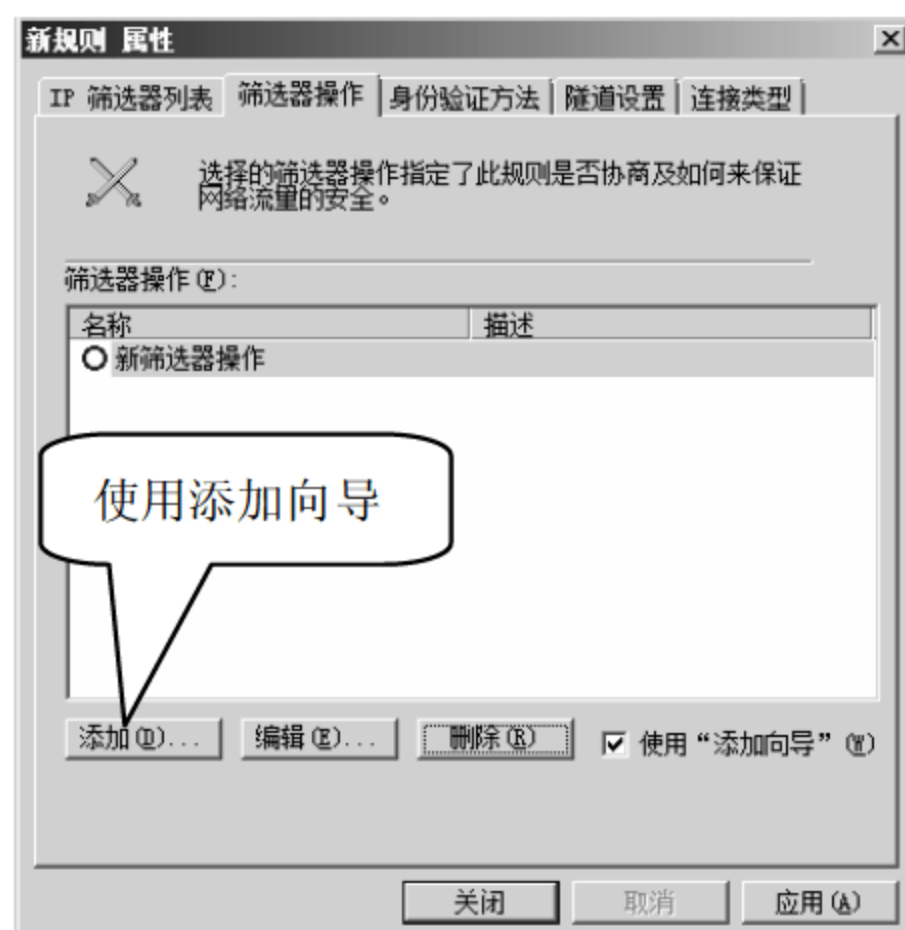 新规则 属性
IP 筛选器列表 筛选器操作 身份验证方法 隧道设置 连接类型
选择的筛选器操作指定了此规则是否协商及如何来保证
网络流量的安全。
筛选器操作(F):
名称 描述
新筛选器操作
使用添加向导
添加(D)... 编辑(E)... 删除(R) 使用“添加向导”(W)
关闭 取消 应用(A)